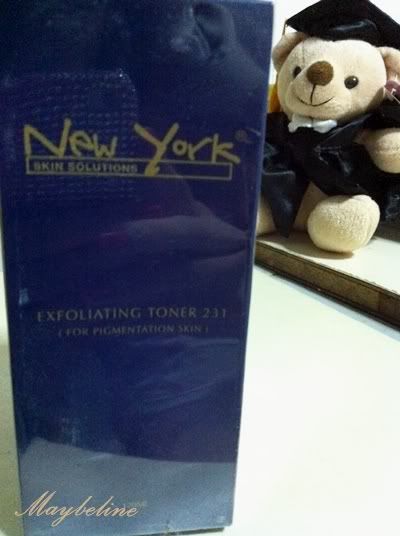 New York®
SKIN SOLUTIONS
EXFOLIATING TONER 231
( FOR PIGMENTATION SKIN )
Maybeline